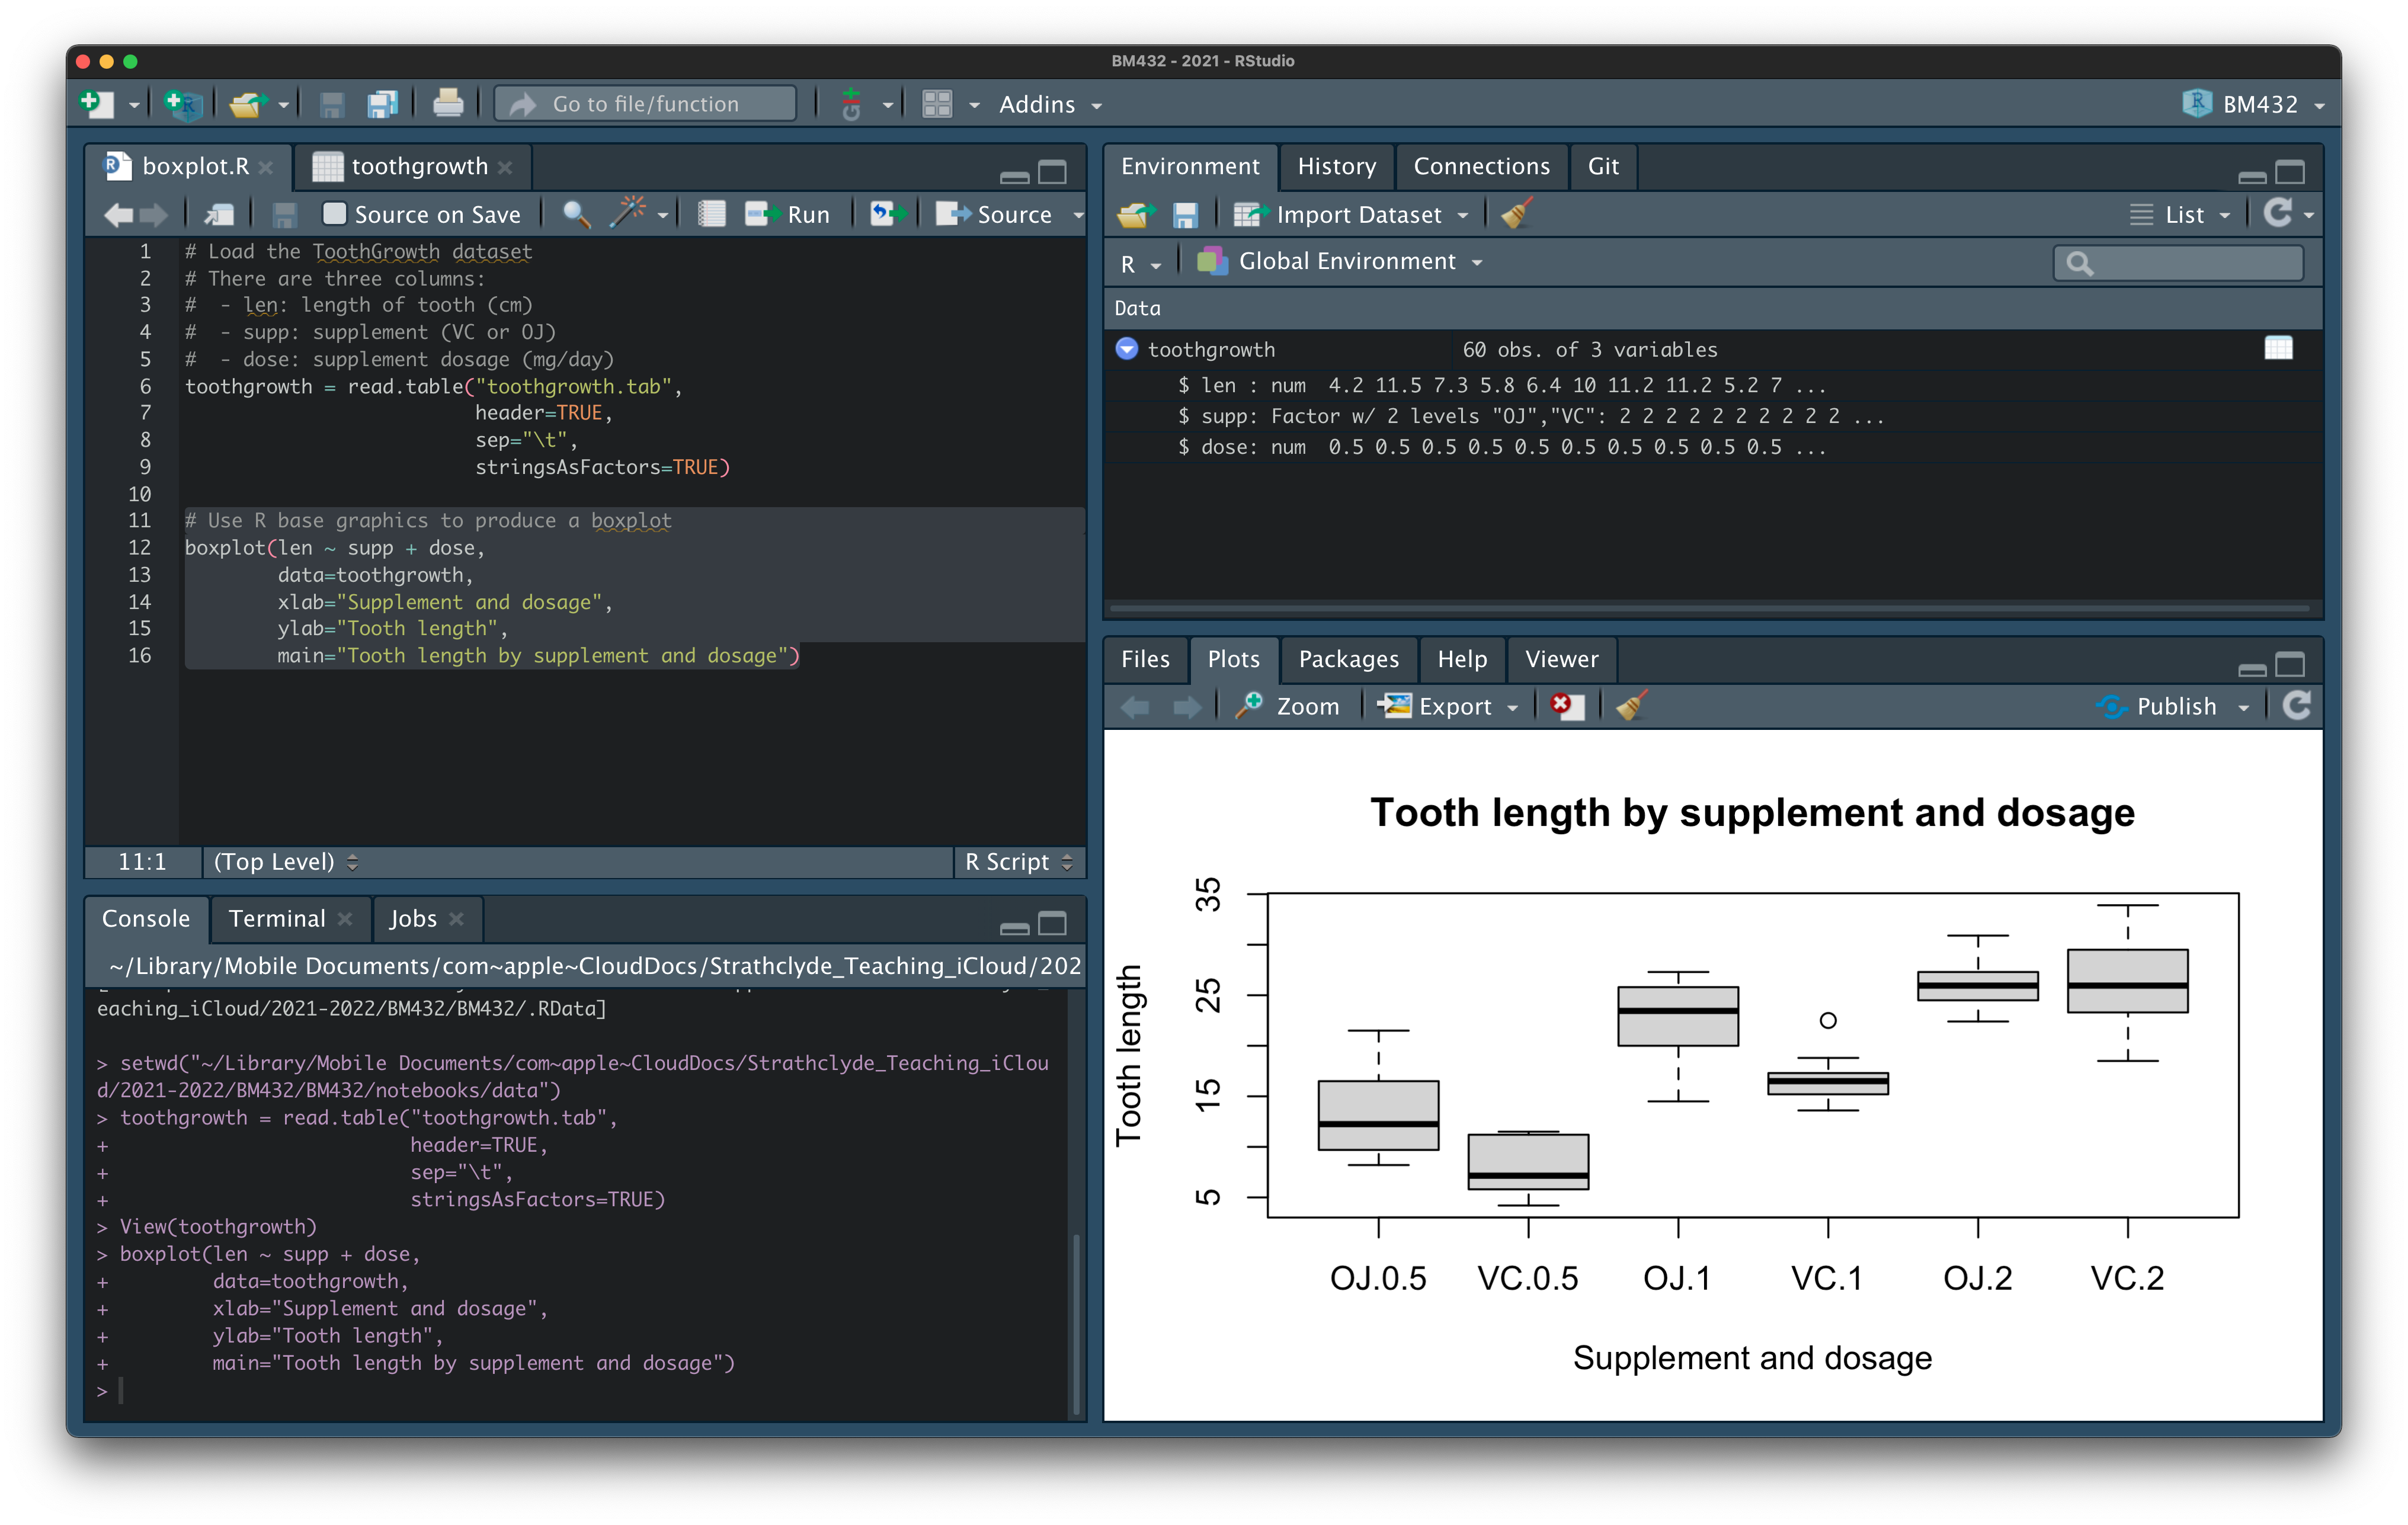 BM432 - 2021 - RStudio
Go to file/function
Addins
BM432
boxplot.R
toothgrowth
Source on Save
Run
Source
1 # Load the ToothGrowth dataset
2 # There are three columns:
3 #  - len: length of tooth (cm)
4 #  - supp: supplement (VC or OJ)
5 #  - dose: supplement dosage (mg/day)
6 toothgrowth = read.table("toothgrowth.tab",
7                          header=TRUE,
8                          sep="\t",
9                          stringsAsFactors=TRUE)
10
11 # Use R base graphics to produce a boxplot
12 boxplot(len ~ supp + dose,
13         data=toothgrowth,
14         xlab="Supplement and dosage",
15         ylab="Tooth length",
16         main="Tooth length by supplement and dosage")
11:1 (Top Level) R Script
Console Terminal Jobs
~/Library/Mobile Documents/com~apple~CloudDocs/Strathclyde_Teaching_iCloud/202
eaching_iCloud/2021-2022/BM432/BM432/.RData]
> setwd("~/Library/Mobile Documents/com~apple~CloudDocs/Strathclyde_Teaching_iClou
d/2021-2022/BM432/BM432/notebooks/data")
> toothgrowth = read.table("toothgrowth.tab",
+                          header=TRUE,
+                          sep="\t",
+                          stringsAsFactors=TRUE)
> View(toothgrowth)
> boxplot(len ~ supp + dose,
+         data=toothgrowth,
+         xlab="Supplement and dosage",
+         ylab="Tooth length",
+         main="Tooth length by supplement and dosage")
>
Environment History Connections Git
Import Dataset
List
R
Global Environment
Data
toothgrowth 60 obs. of 3 variables
$ len : num  4.2 11.5 7.3 5.8 6.4 10 11.2 11.2 5.2 7 ...
$ supp: Factor w/ 2 levels "OJ","VC": 2 2 2 2 2 2 2 2 2 2 ...
$ dose: num  0.5 0.5 0.5 0.5 0.5 0.5 0.5 0.5 0.5 0.5 ...
Files Plots Packages Help Viewer
Zoom
Export
Publish
Tooth length by supplement and dosage
Tooth length
35
25
15
5
OJ.0.5 VC.0.5 OJ.1 VC.1 OJ.2 VC.2
Supplement and dosage